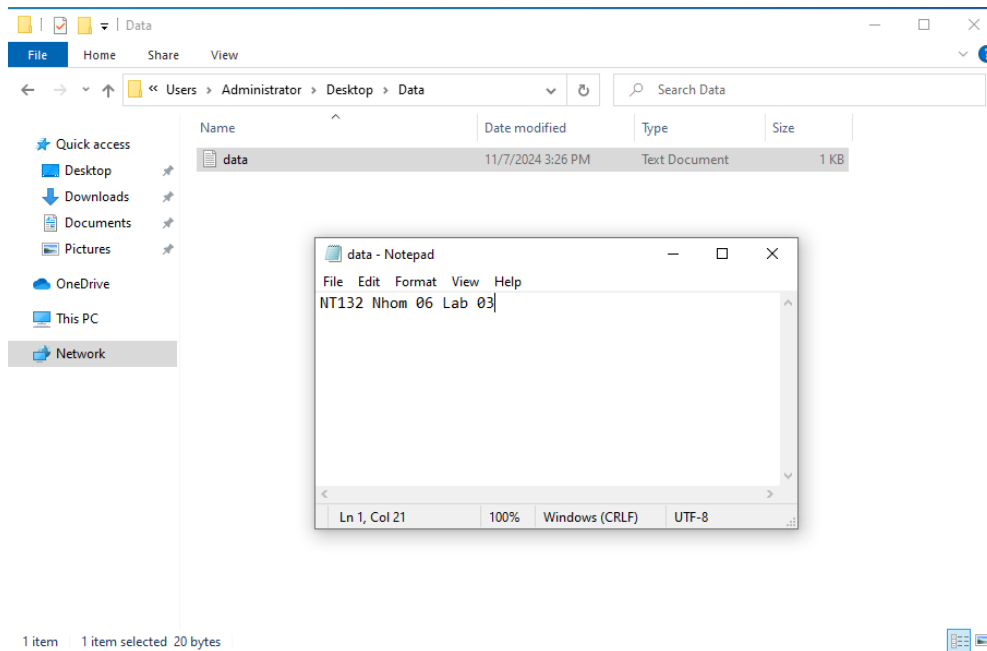 Data
File Home Share View
« Users > Administrator > Desktop > Data Search Data
Name Date modified Type Size
Quick access
data 11/7/2024 3:26 PM Text Document 1 KB
Desktop
Downloads
Documents
Pictures
OneDrive
This PC
Network
data - Notepad
File Edit Format View Help
NT132 Nhom 06 Lab 03
Ln 1, Col 21 100% Windows (CRLF) UTF-8
1 item 1 item selected 20 bytes